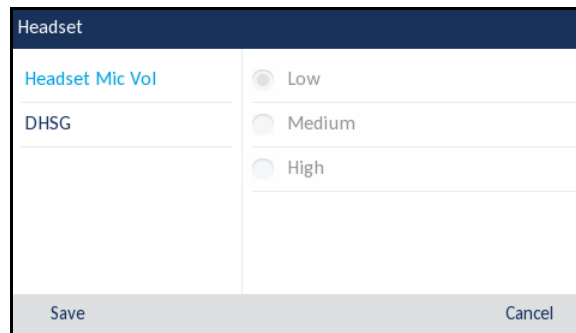 Headset
Headset Mic Vol
Low
DHSG
Medium
High
Save
Cancel